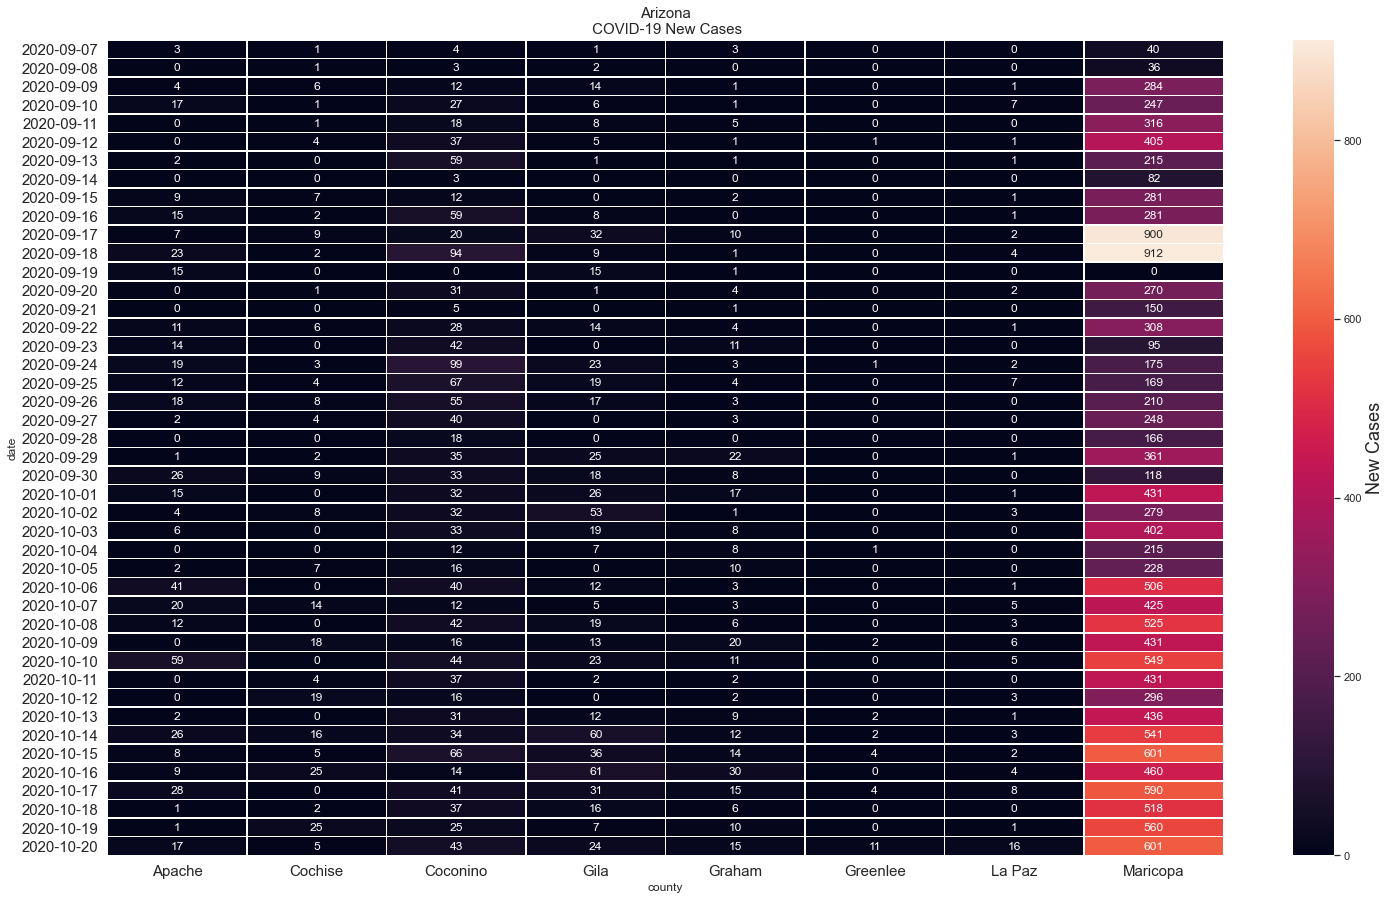 Arizona
COVID-19 New Cases
2020-09-07 3 1 4 1 3 0 0 40
2020-09-08 0 1 3 2 0 0 0 36
2020-09-09 4 6 12 14 1 0 1 284
2020-09-10 17 1 27 6 1 0 7 247
2020-09-11 0 1 18 8 5 0 0 316
2020-09-12 0 4 37 5 1 1 1 405
2020-09-13 2 0 59 1 1 0 1 215
2020-09-14 0 0 3 0 0 0 0 82
2020-09-15 9 7 12 0 2 0 1 281
2020-09-16 15 2 59 8 0 0 1 281
2020-09-17 7 9 20 32 10 0 2 900
2020-09-18 23 2 94 9 1 0 4 912
2020-09-19 15 0 0 15 1 0 0 0
2020-09-20 0 1 31 1 4 0 2 270
2020-09-21 0 0 5 0 1 0 0 150
2020-09-22 11 6 28 14 4 0 1 308
2020-09-23 14 0 42 0 11 0 0 95
2020-09-24 19 3 99 23 3 1 2 175
2020-09-25 12 4 67 19 4 0 7 169
2020-09-26 18 8 55 17 3 0 0 210
2020-09-27 2 4 40 0 3 0 0 248
2020-09-28 0 0 18 0 0 0 0 166
2020-09-29 1 2 35 25 22 0 1 361
2020-09-30 26 9 33 18 8 0 0 118
2020-10-01 15 0 32 26 17 0 1 431
2020-10-02 4 8 32 53 1 0 3 279
2020-10-03 6 0 33 19 8 0 0 402
2020-10-04 0 0 12 7 8 1 0 215
2020-10-05 2 7 16 0 10 0 0 228
2020-10-06 41 0 40 12 3 0 1 506
2020-10-07 20 14 12 5 3 0 5 425
2020-10-08 12 0 42 19 6 0 3 525
2020-10-09 0 18 16 13 20 2 6 431
2020-10-10 59 0 44 23 11 0 5 549
2020-10-11 0 4 37 2 2 0 0 431
2020-10-12 0 19 16 0 2 0 3 296
2020-10-13 2 0 31 12 9 2 1 436
2020-10-14 26 16 34 60 12 2 3 541
2020-10-15 8 5 66 36 14 4 2 601
2020-10-16 9 25 14 61 30 0 4 460
2020-10-17 28 0 41 31 15 4 8 590
2020-10-18 1 2 37 16 6 0 0 518
2020-10-19 1 25 25 7 10 0 1 560
2020-10-20 17 5 43 24 15 11 16 601
Apache Cochise Coconino Gila Graham Greenlee La Paz Maricopa
county
date
800
600
400
200
0
New Cases